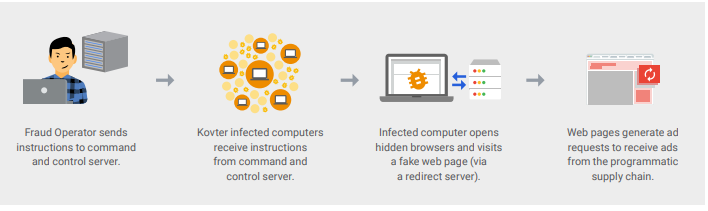 Fraud Operator sends
instructions to command
and control server.
Kovter infected computers
receive instructions
from command and
control server.
Infected computer opens
hidden browsers and visits
a fake web page (via
a redirect server).
Web pages generate ad
requests to receive ads
from the programmatic
supply chain.